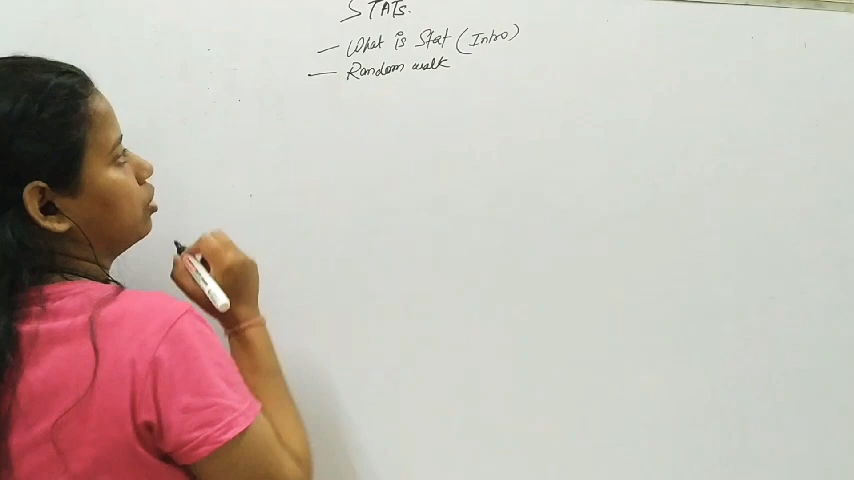 STATs.
— What is Stat (Intro)
— Random walk